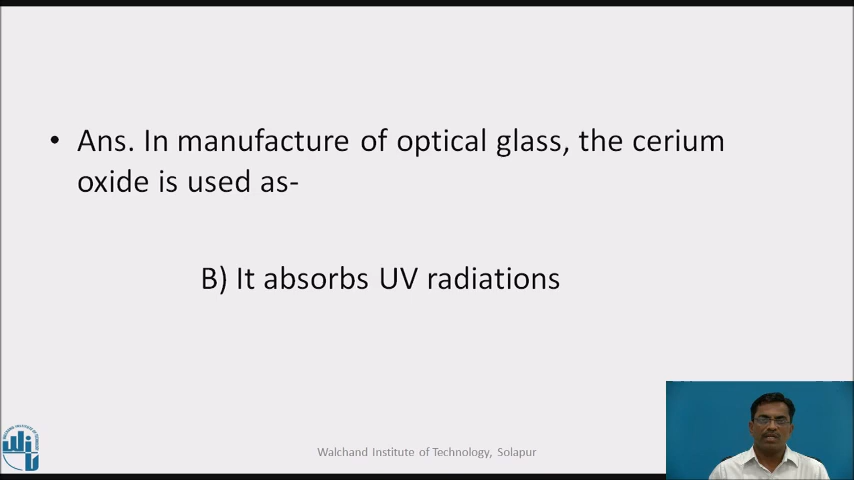 • Ans. In manufacture of optical glass, the cerium
oxide is used as-
B) It absorbs UV radiations
Walchand Institute of Technology, Solapur